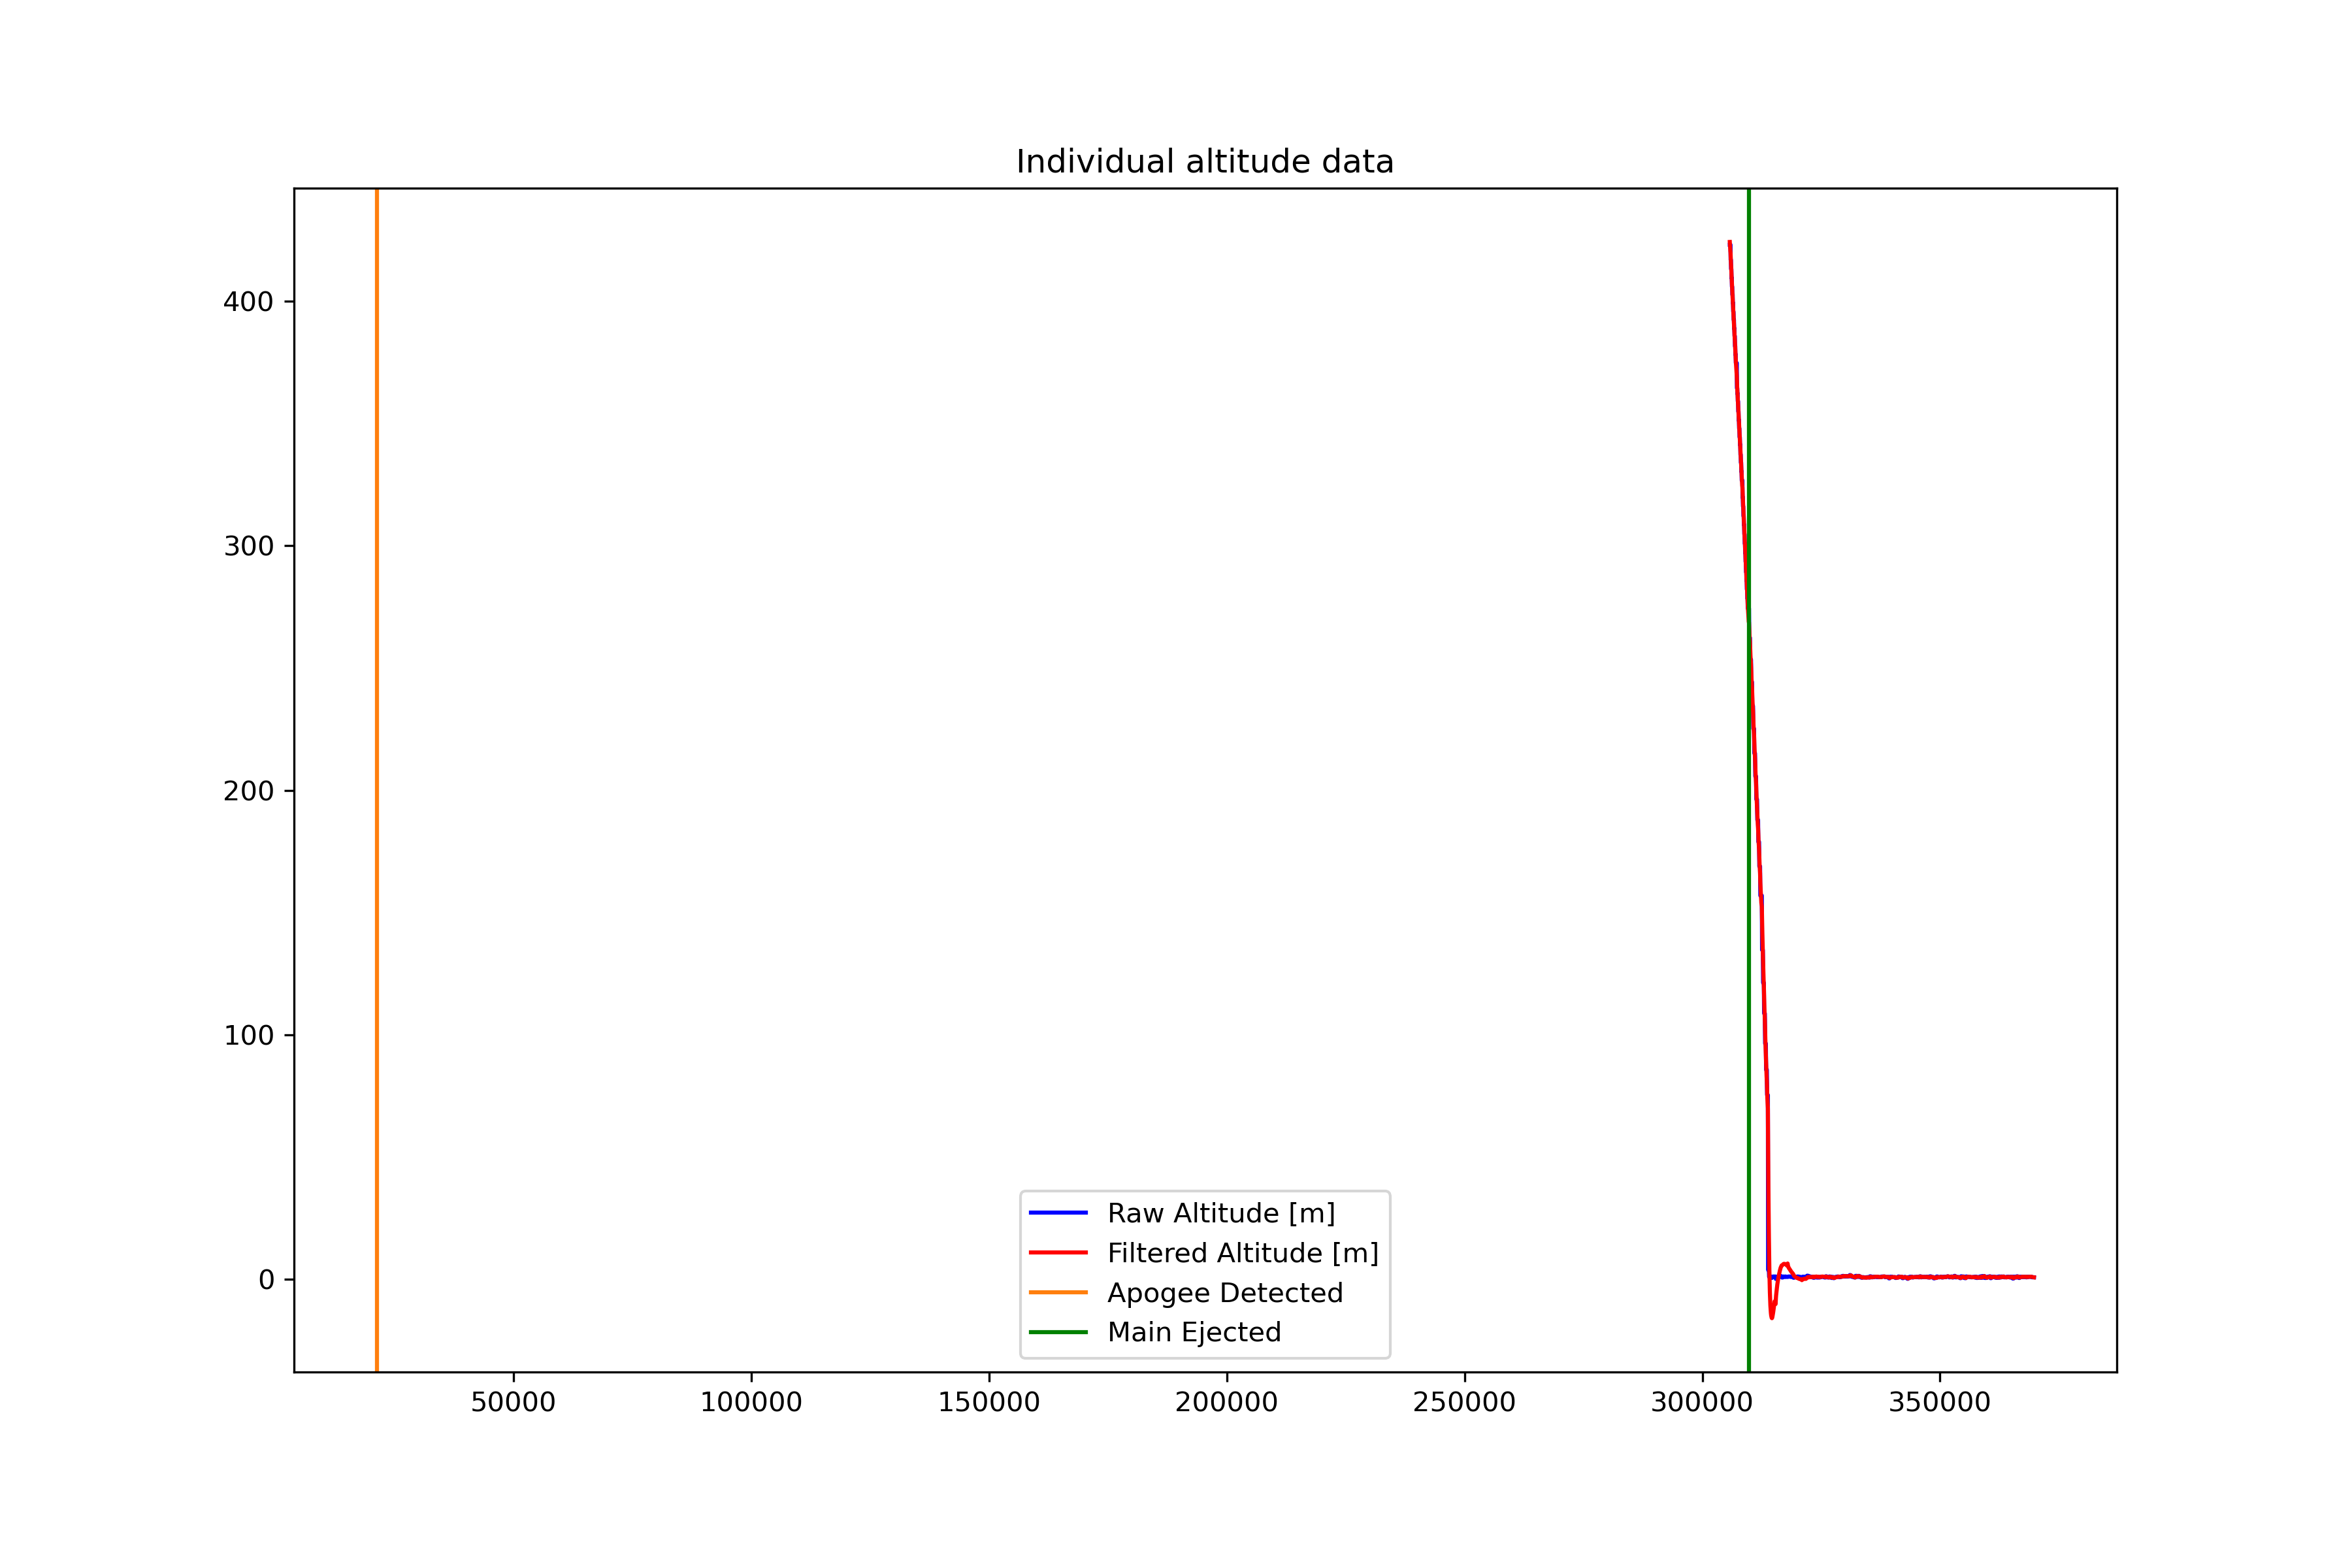 Individual altitude data
400
300
200
100
0
Raw Altitude [m]
Filtered Altitude [m]
Apogee Detected
Main Ejected
50000 100000 150000 200000 250000 300000 350000